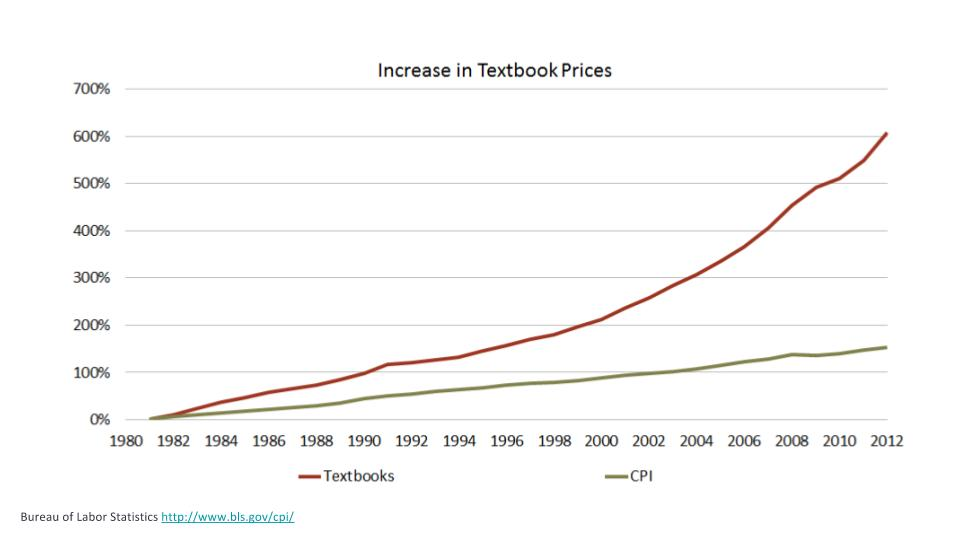 Increase in Textbook Prices
700%
600%
500%
400%
300%
200%
100%
0%
1980 1982 1984 1986 1988 1990 1992 1994 1996 1998 2000 2002 2004 2006 2008 2010 2012
Textbooks CPI
Bureau of Labor Statistics http://www.bls.gov/cpi/